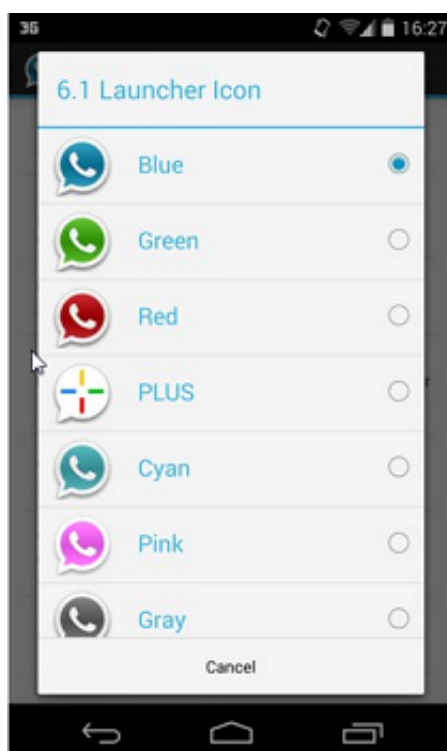 3G 16:27
6.1 Launcher Icon
Blue
Green
Red
PLUS
Cyan
Pink
Gray
Cancel